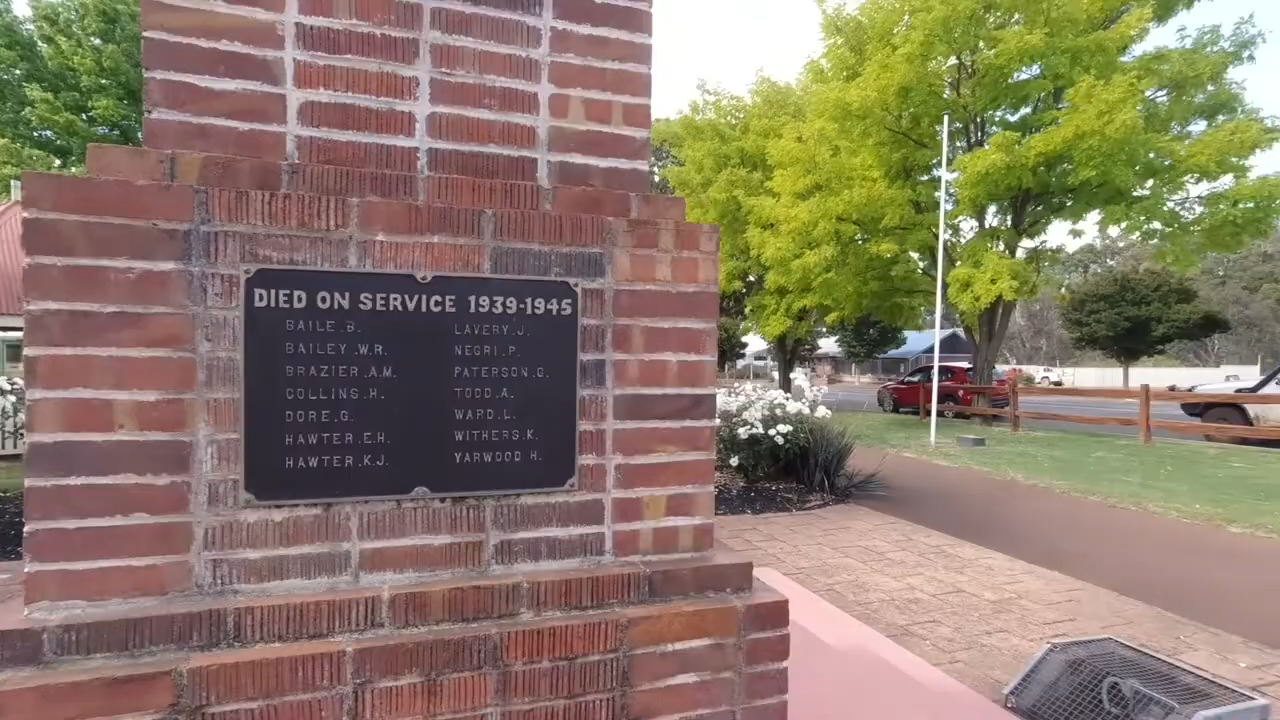 DIED ON SERVICE 1939-1945
BAILE.B.
BAILEY.W.R.
BRAZIER.A.M.
COLLINS.H.
DORE.G.
HAWTER.E.H.
HAWTER.K.J.
LAVERY.J.
NEGRI.P.
PATERSON.G.
TODD.A.
WARD.L.
WITHERS.K.
YARWOOD H.